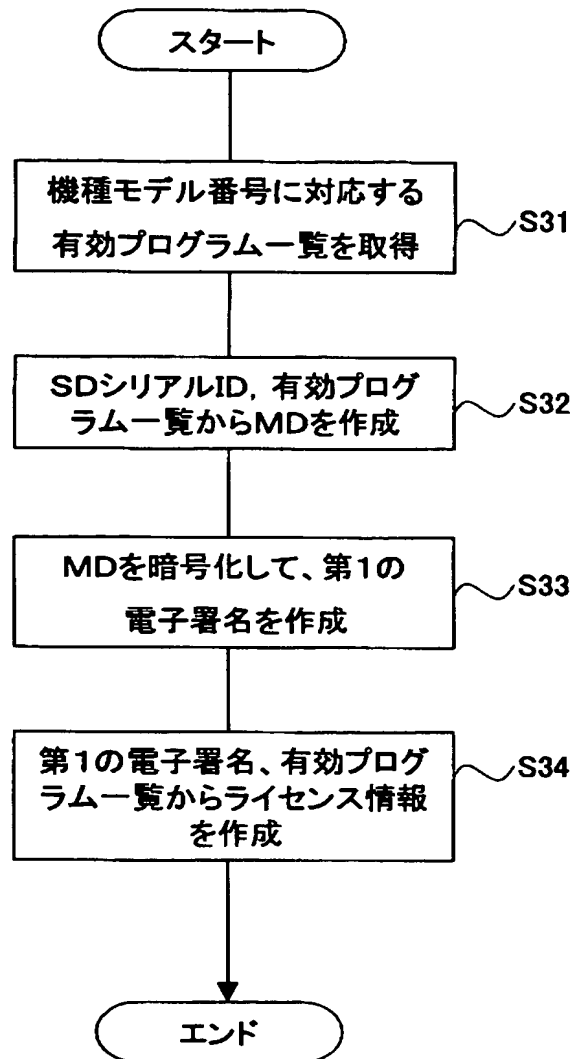 スタート
機種モデル番号に対応する
有効プログラム一覧を取得
S31
SDシリアルID, 有効プログ
ラム一覧からMDを作成
S32
MDを暗号化して、第1の
電子署名を作成
S33
第1の電子署名、有効プログ
ラム一覧からライセンス情報
を作成
S34
エンド